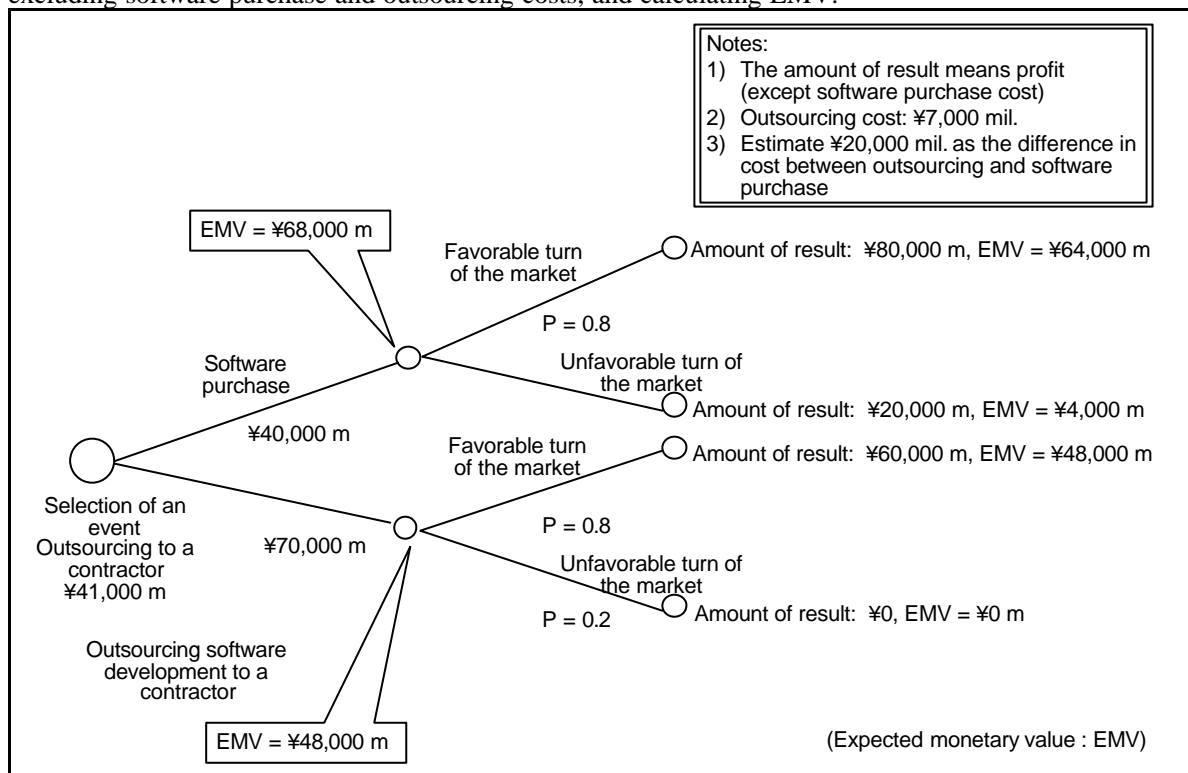 excluding software purchase and outsourcing costs, and calculating EMV.
Notes:
1) The amount of result means profit
(except software purchase cost)
2) Outsourcing cost: ¥7,000 mil.
3) Estimate ¥20,000 mil. as the difference in
cost between outsourcing and software
purchase
EMV = ¥68,000 m
Favorable turn
of the market
Amount of result: ¥80,000 m, EMV = ¥64,000 m
P = 0.8
Software
purchase
Unfavorable turn of
the market
Amount of result: ¥20,000 m, EMV = ¥4,000 m
¥40,000 m
Favorable turn
of the market
Amount of result: ¥60,000 m, EMV = ¥48,000 m
Selection of an
event
Outsourcing to a
contractor
¥41,000 m
¥70,000 m
P = 0.8
Unfavorable turn of
the market
P = 0.2
Amount of result: ¥0, EMV = ¥0 m
Outsourcing software
development to a
contractor
EMV = ¥48,000 m
(Expected monetary value : EMV)